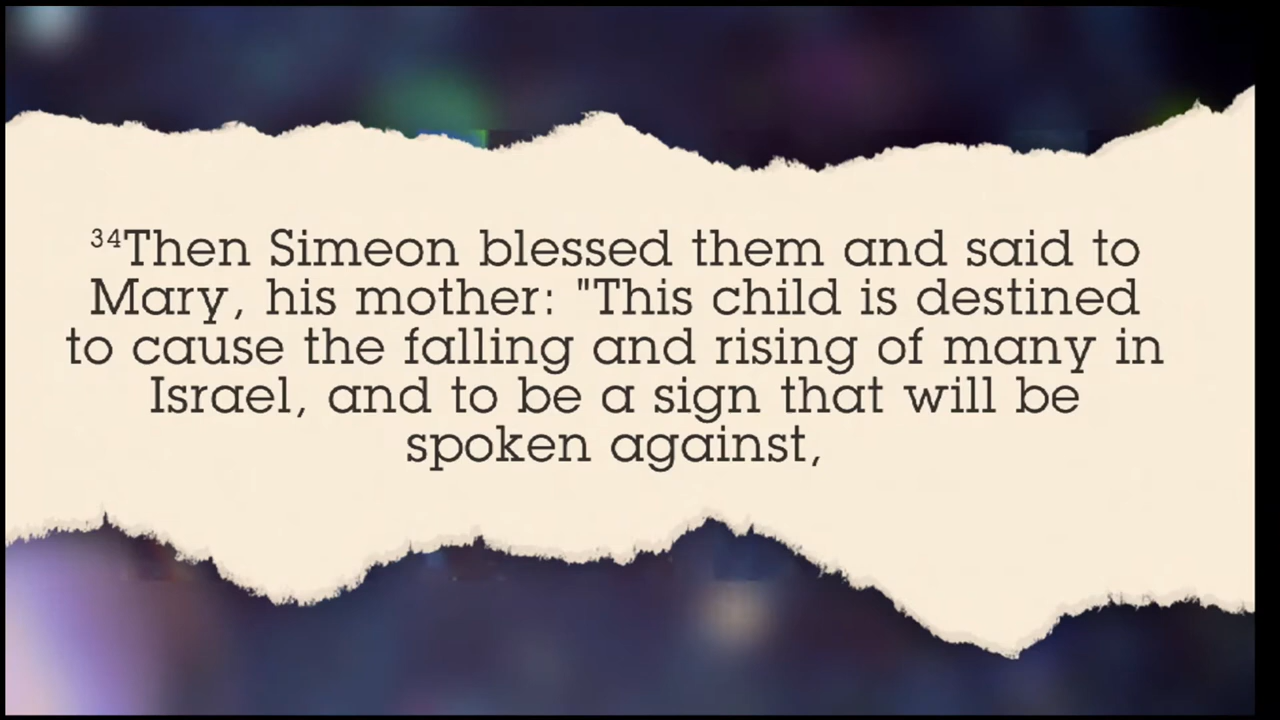 ³⁴Then Simeon blessed them and said to
Mary, his mother: "This child is destined
to cause the falling and rising of many in
Israel, and to be a sign that will be
spoken against,